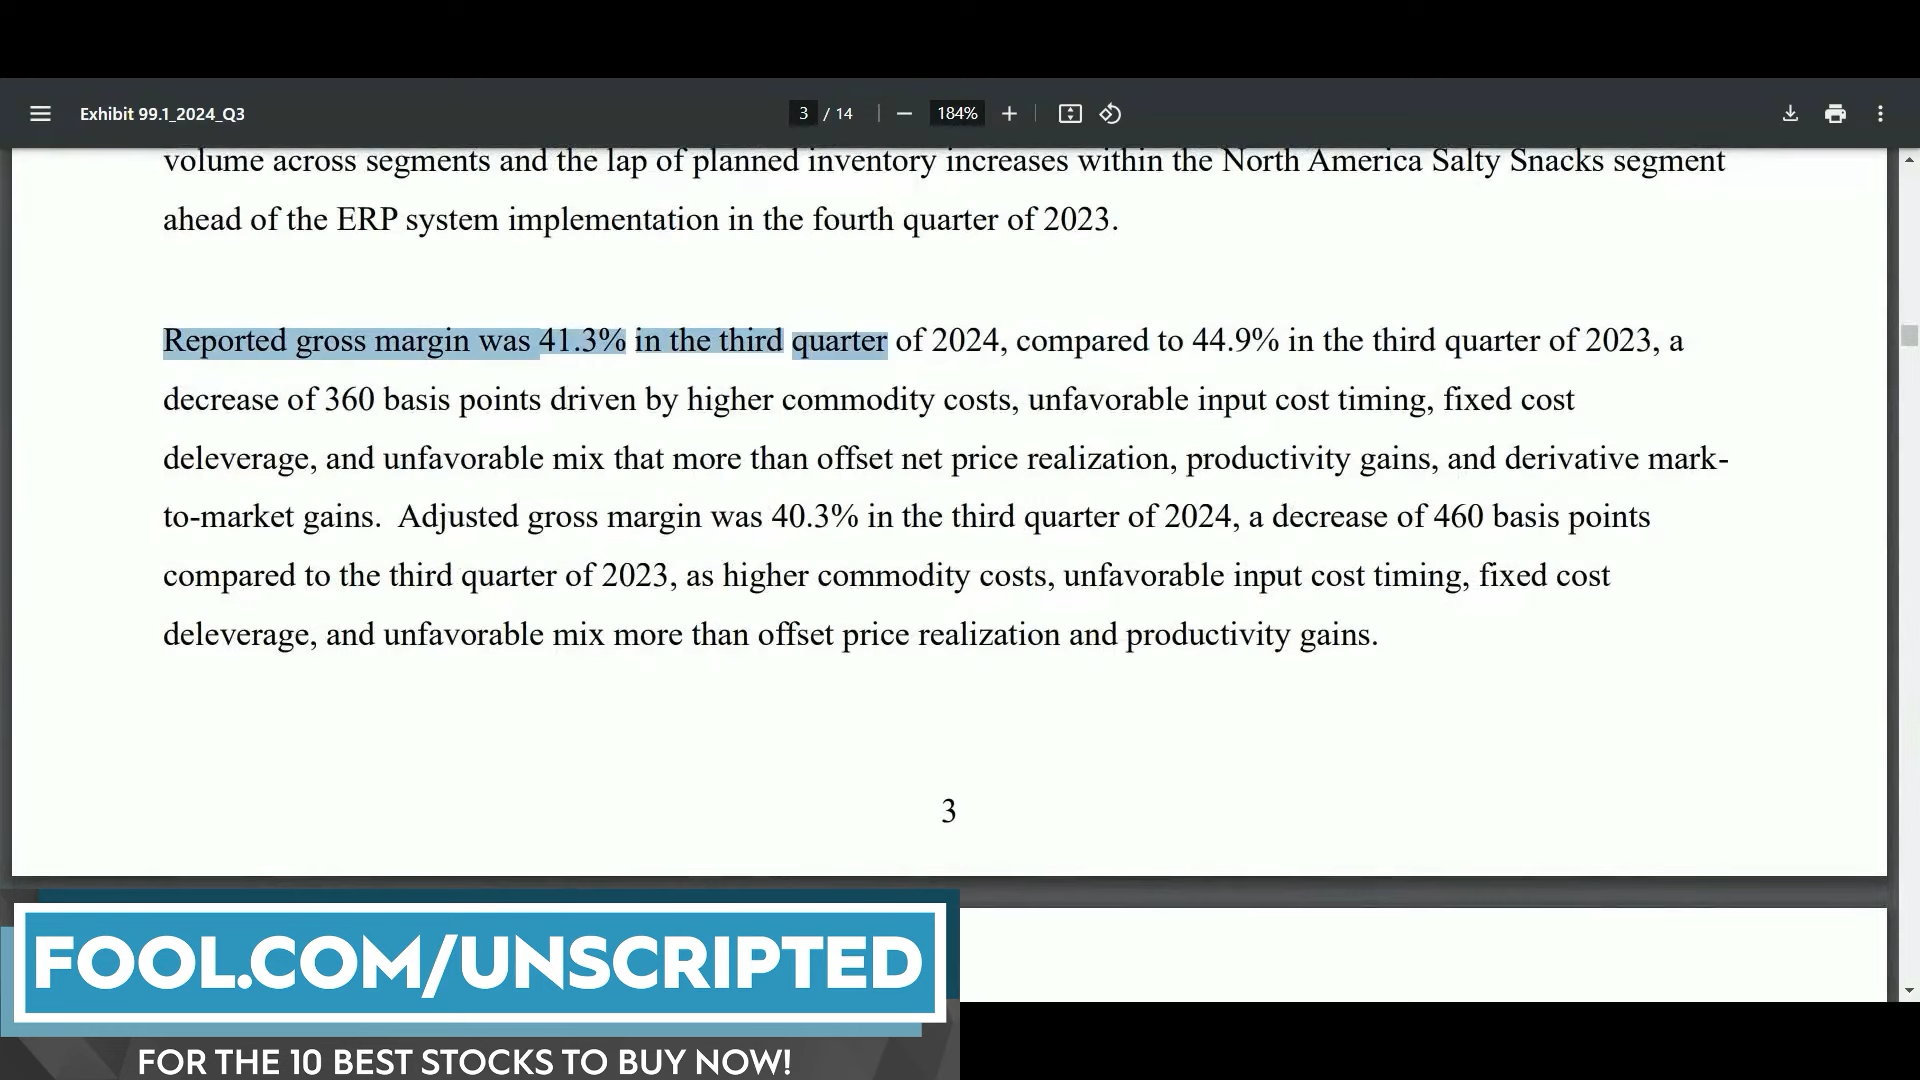 Exhibit 99.1_2024_Q3
3 / 14
184%
volume across segments and the lap of planned inventory increases within the North America Salty Snacks segment
ahead of the ERP system implementation in the fourth quarter of 2023.
Reported gross margin was 41.3% in the third quarter of 2024, compared to 44.9% in the third quarter of 2023, a
decrease of 360 basis points driven by higher commodity costs, unfavorable input cost timing, fixed cost
deleverage, and unfavorable mix that more than offset net price realization, productivity gains, and derivative mark-
to-market gains.  Adjusted gross margin was 40.3% in the third quarter of 2024, a decrease of 460 basis points
compared to the third quarter of 2023, as higher commodity costs, unfavorable input cost timing, fixed cost
deleverage, and unfavorable mix more than offset price realization and productivity gains.
3
FOOL.COM/UNSCRIPTED
FOR THE 10 BEST STOCKS TO BUY NOW!